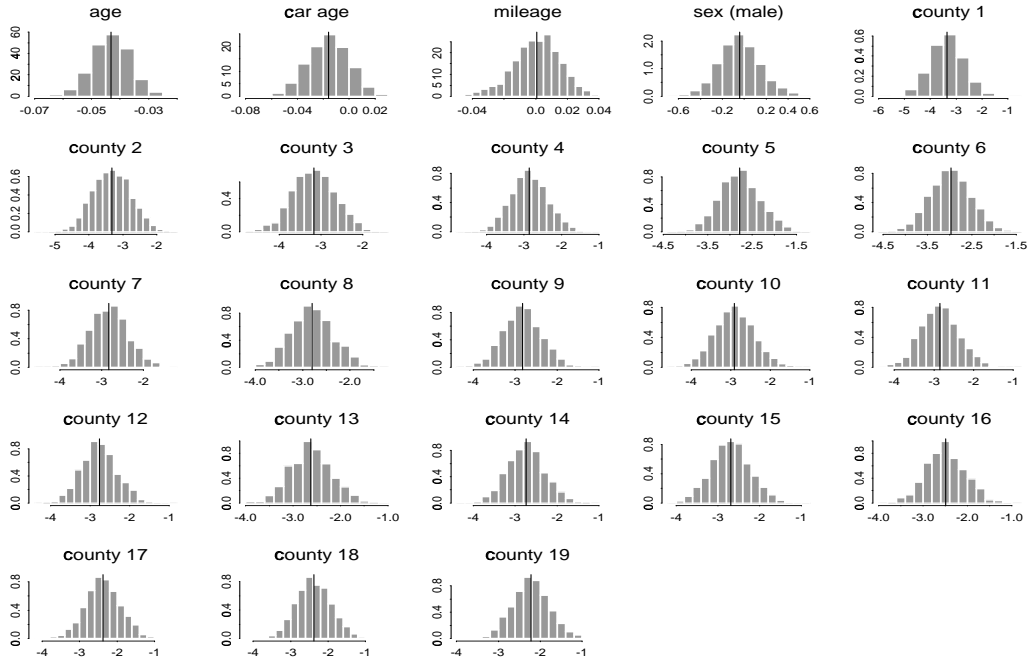 age car age mileage sex (male) county 1
0 20 40 60 0 5 10 20 0 5 10 20 0.0 1.0 2.0 0.0 0.2 0.4 0.6
-0.07 -0.05 -0.03 -0.08 -0.04 0.0 0.02 -0.04 0.0 0.02 0.04 -0.6 -0.2 0.2 0.6 -6 -5 -4 -3 -2 -1
county 2 county 3 county 4 county 5 county 6
0.0 0.2 0.6 0.0 0.4 0.0 0.4 0.8 0.0 0.4 0.8 0.0 0.4 0.8
-5 -4 -3 -2 -4 -3 -2 -4 -3 -2 -1 -4.5 -3.5 -2.5 -1.5 -4.5 -3.5 -2.5 -1.5
county 7 county 8 county 9 county 10 county 11
0.0 0.4 0.8 0.0 0.4 0.8 0.0 0.4 0.8 0.0 0.4 0.8 0.0 0.4 0.8
-4 -3 -2 -4.0 -3.0 -2.0 -4 -3 -2 -1 -4 -3 -2 -1 -4 -3 -2 -1
county 12 county 13 county 14 county 15 county 16
0.0 0.4 0.8 0.0 0.4 0.8 0.0 0.4 0.8 0.0 0.4 0.8 0.0 0.4 0.8
-4 -3 -2 -1 -4.0 -3.0 -2.0 -1.0 -4 -3 -2 -1 -4 -3 -2 -1 -4.0 -3.0 -2.0 -1.0
county 17 county 18 county 19
0.0 0.4 0.8 0.0 0.4 0.8 0.0 0.4 0.8
-4 -3 -2 -1 -4 -3 -2 -1 -4 -3 -2 -1